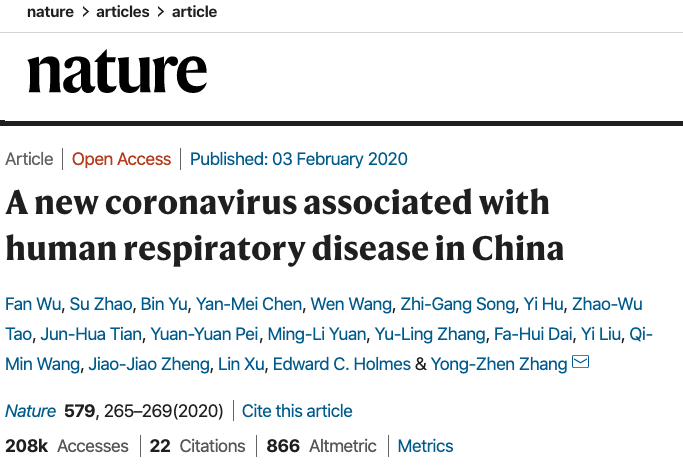 nature > articles > article
nature
Article | Open Access | Published: 03 February 2020
A new coronavirus associated with
human respiratory disease in China
Fan Wu, Su Zhao, Bin Yu, Yan-Mei Chen, Wen Wang, Zhi-Gang Song, Yi Hu, Zhao-Wu
Tao, Jun-Hua Tian, Yuan-Yuan Pei, Ming-Li Yuan, Yu-Ling Zhang, Fa-Hui Dai, Yi Liu, Qi-
Min Wang, Jiao-Jiao Zheng, Lin Xu, Edward C. Holmes & Yong-Zhen Zhang
Nature 579, 265–269(2020) | Cite this article
208k Accesses | 22 Citations | 866 Altmetric | Metrics